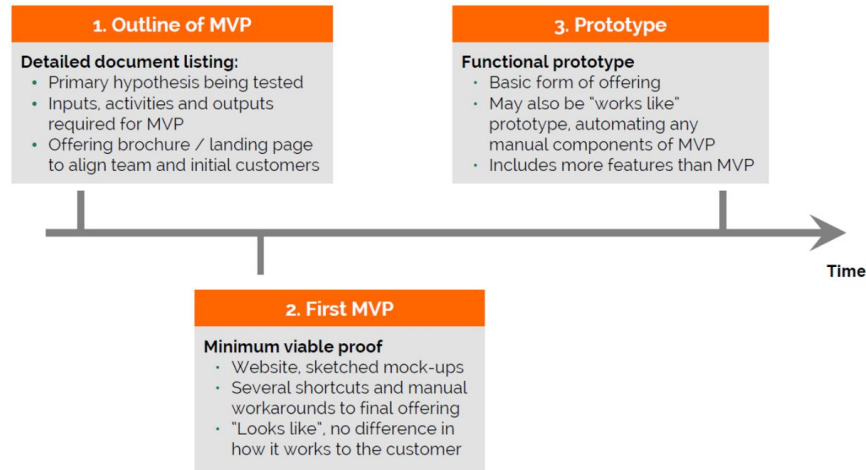 1. Outline of MVP
Detailed document listing:
• Primary hypothesis being tested
• Inputs, activities and outputs
required for MVP
• Offering brochure / landing page
to align team and initial customers
3. Prototype
Functional prototype
• Basic form of offering
• May also be "works like"
prototype, automating any
manual components of MVP
• Includes more features than MVP
Time
2. First MVP
Minimum viable proof
• Website, sketched mock-ups
• Several shortcuts and manual
workarounds to final offering
• "Looks like", no difference in
how it works to the customer